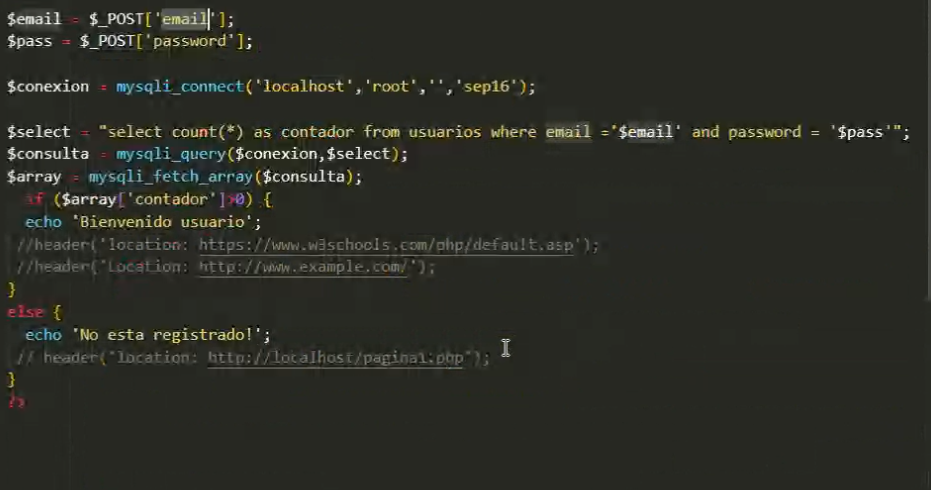 $email = $_POST['email'];
$pass = $_POST['password'];
$conexion = mysqli_connect('localhost','root','','sep16');
$select = "select count(*) as contador from usuarios where email ='$email' and password = '$pass'";
$consulta = mysqli_query($conexion,$select);
$array = mysqli_fetch_array($consulta);
if ($array['contador']>0) {
echo 'Bienvenido usuario';
//header('location: https://www.w3schools.com/php/default.asp');
//header('Location: http://www.example.com/');
}
else {
echo 'No esta registrado!';
// header("location: http://localhost/pagina1.php");
}
?>